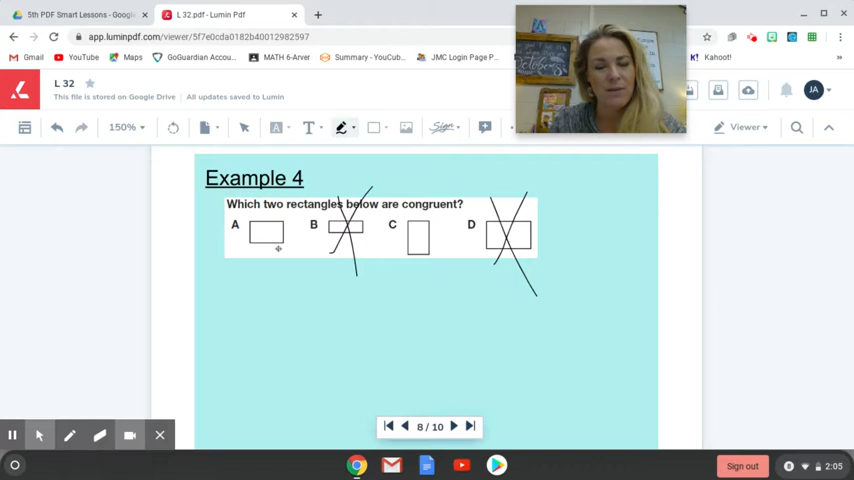 5th PDF Smart Lessons - Google
L 32.pdf - Lumin Pdf
app.luminpdf.com/viewer/5f7e0cda0182b40012982597
Gmail
YouTube
Maps
GoGuardian Accou...
MATH 6-Arver
Summary - YouCub...
JMC Login Page P...
Kahoot!
L 32
This file is stored on Google Drive
All updates saved to Lumin
JA
150%
A
T
Sign
Viewer
Example 4
Which two rectangles below are congruent?
A B C D
8 / 10
Sign out
8
2:05